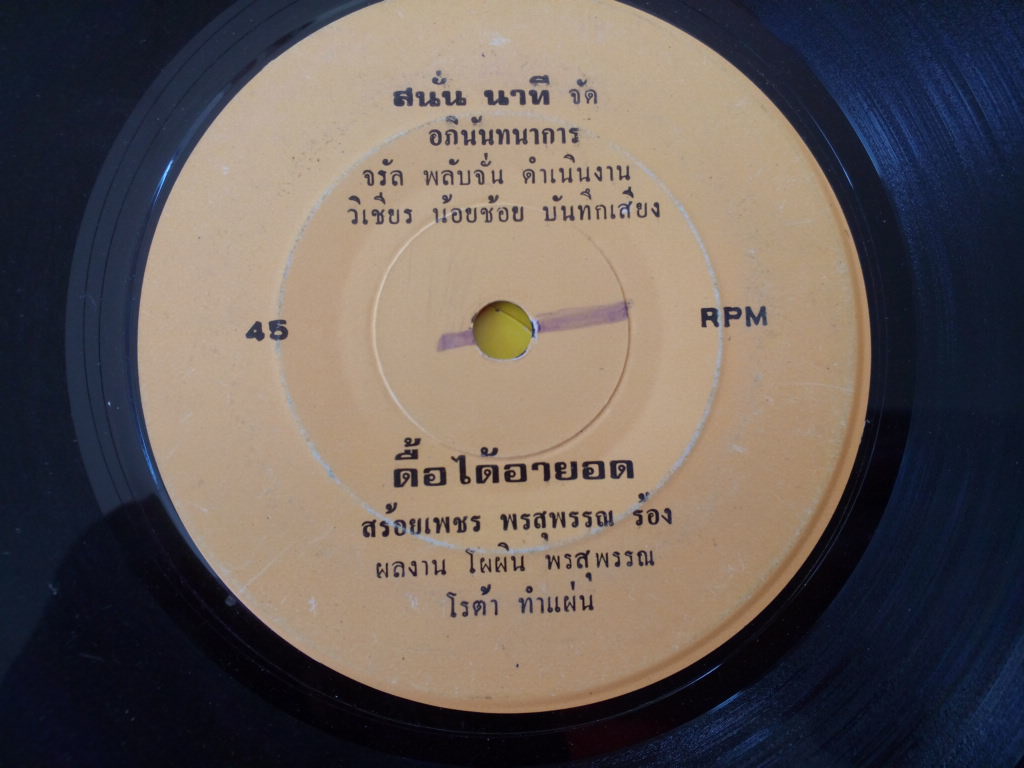 สนั่น นาที จัด
อภินันทนาการ
จรัล พลับจั่น ดำเนินงาน
วิเชียร น้อยช้อย บันทึกเสียง
45 RPM
ดื้อได้อายอด
สร้อยเพชร พรสุพรรณ ร้อง
ผลงาน โผผิน พรสุพรรณ
โรต้า ทำแผ่น